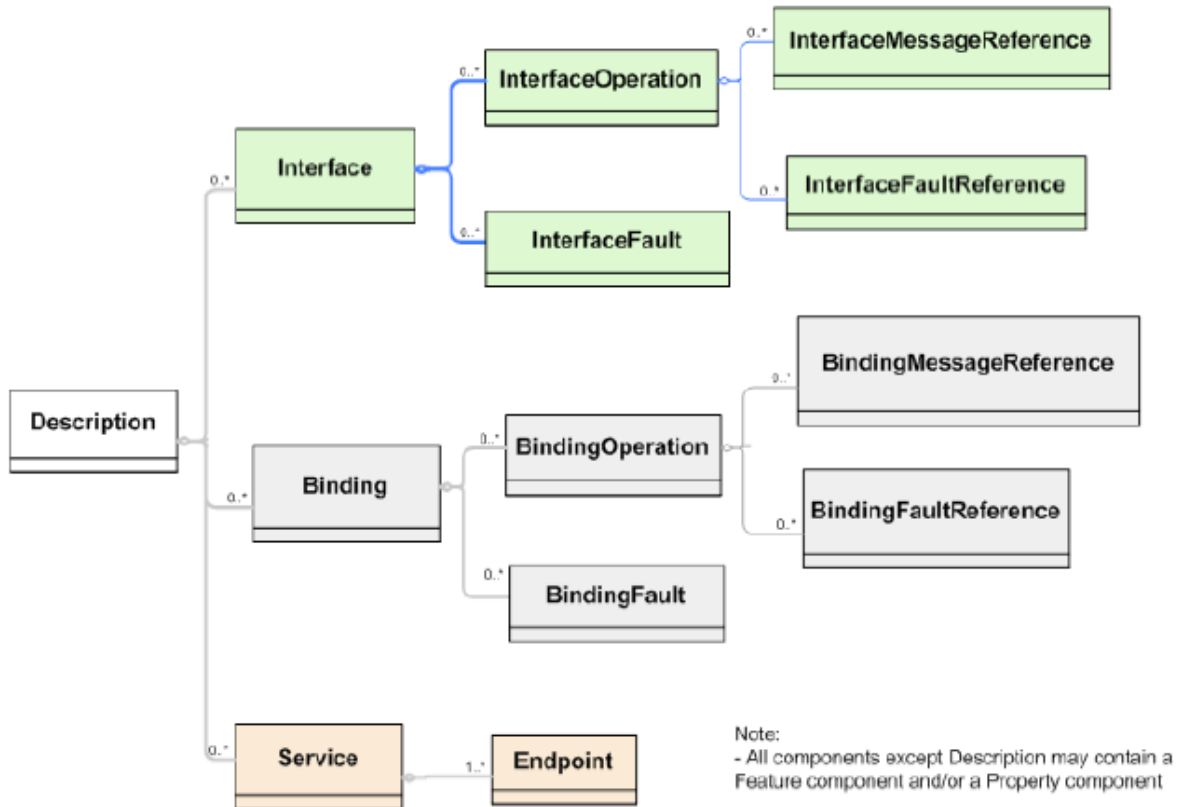 InterfaceMessageReference
0..*
InterfaceOperation
0..*
Interface
0..*
InterfaceFaultReference
0..*
InterfaceFault
0..*
BindingMessageReference
0..*
Description
BindingOperation
0..*
Binding
0..*
BindingFaultReference
0..*
BindingFault
0..*
Service
0..*
Endpoint
1..*
Note:
- All components except Description may contain a
Feature component and/or a Property component